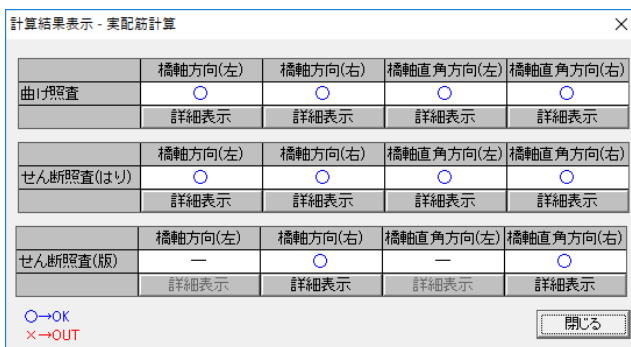 計算結果表示 - 実配筋計算 ×
橋軸方向(左) 橋軸方向(右) 橋軸直角方向(左) 橋軸直角方向(右)
曲げ照査 ○ ○ ○ ○
詳細表示 詳細表示 詳細表示 詳細表示
橋軸方向(左) 橋軸方向(右) 橋軸直角方向(左) 橋軸直角方向(右)
せん断照査(はり) ○ ○ ○ ○
詳細表示 詳細表示 詳細表示 詳細表示
橋軸方向(左) 橋軸方向(右) 橋軸直角方向(左) 橋軸直角方向(右)
せん断照査(版) ― ○ ― ○
詳細表示 詳細表示 詳細表示 詳細表示
○→OK
×→OUT
閉じる